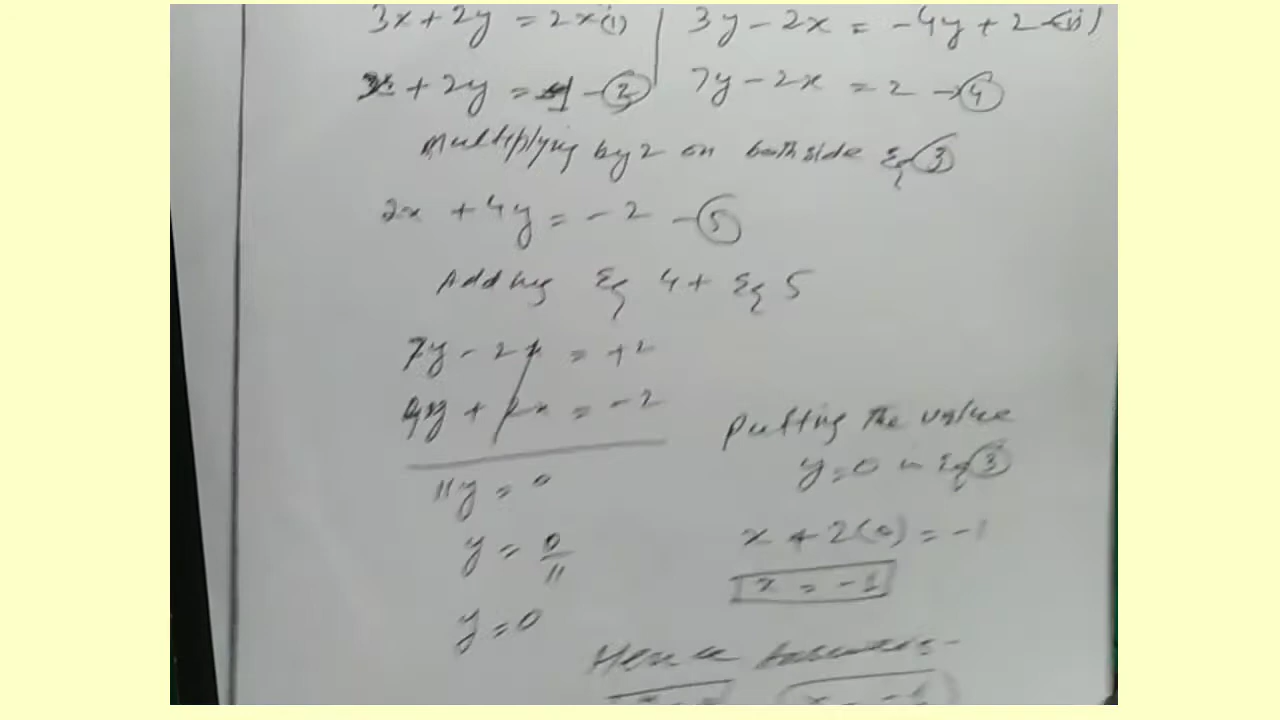 3x + 2y = 2x (1) | 3y - 2x = -4y + 2 - (ii)
x + 2y = -1 - (3) 7y - 2x = 2 → (4)
Multiplying by 2 on both side Eq (3)
2x + 4y = -2 - (5)
Adding Eq 4 + Eq 5
7y - 2x = +2
4y + 2x = -2
11y = 0
y = 0/11
y = 0
Putting the value
y = 0 in Eq (3)
x + 2(0) = -1
x = -1
Hence